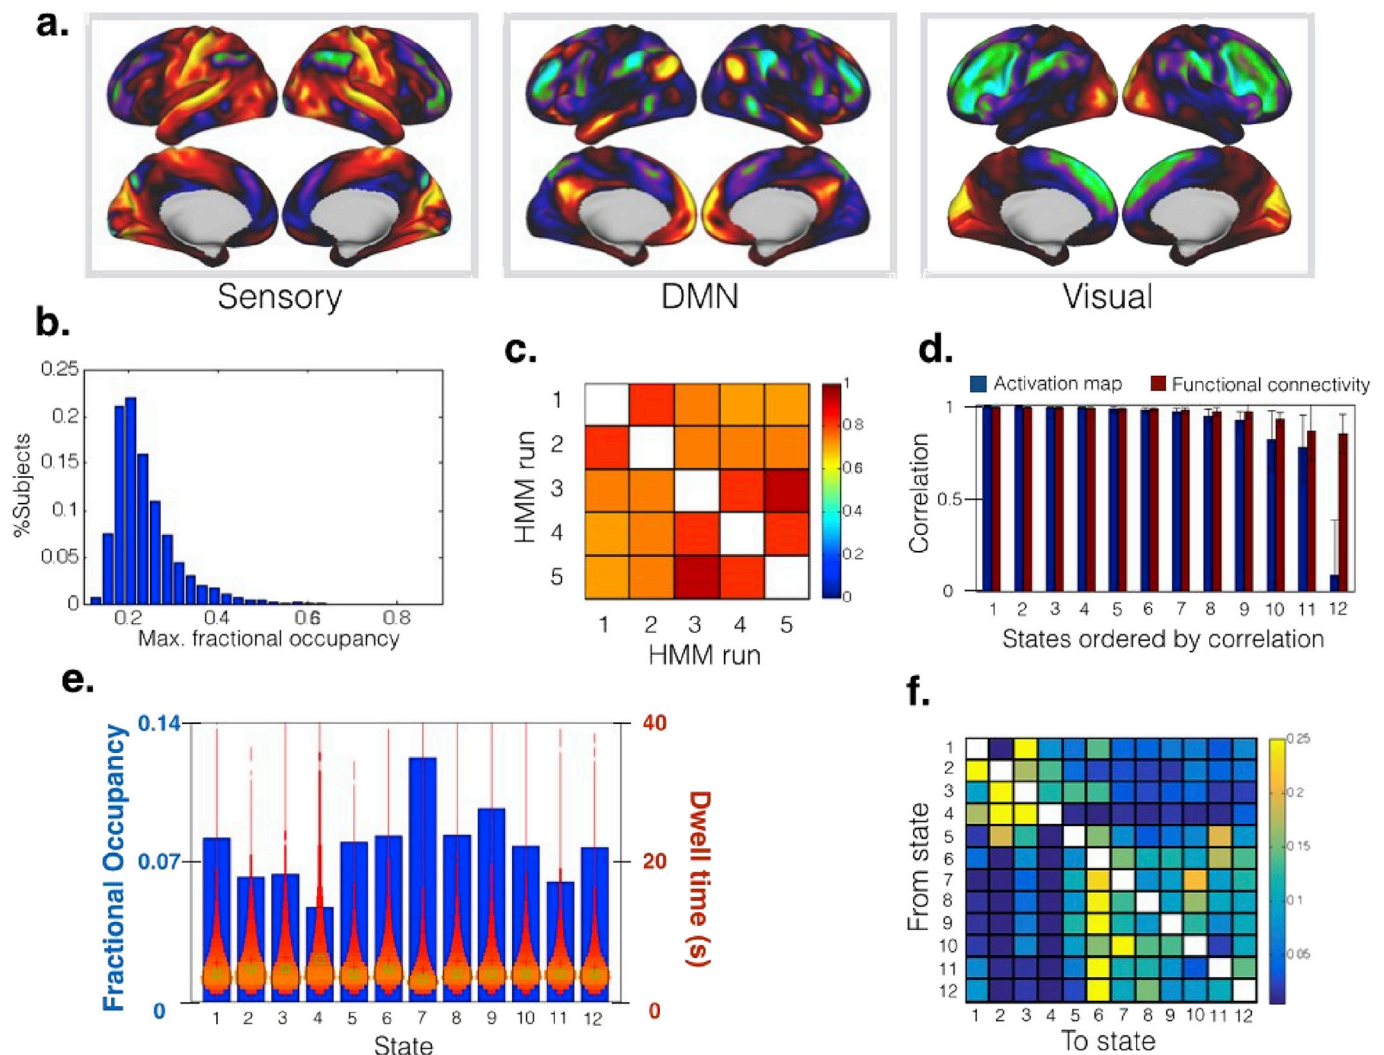 a.
Sensory
DMN
Visual
b.
%Subjects
0.25
0.2
0.15
0.1
0.05
0
0.2
0.4
0.6
0.8
Max. fractional occupancy
c.
HMM run
1
2
3
4
5
1 2 3 4 5
HMM run
1
0.8
0.6
0.4
0.2
0
d.
Activation map
Functional connectivity
Correlation
1
0.5
0
1 2 3 4 5 6 7 8 9 10 11 12
States ordered by correlation
e.
Fractional Occupancy
0.14
0.07
0
40
20
0
Dwell time (s)
1 2 3 4 5 6 7 8 9 10 11 12
State
f.
From state
1
2
3
4
5
6
7
8
9
10
11
12
1 2 3 4 5 6 7 8 9 10 11 12
To state
0.25
0.2
0.15
0.1
0.05